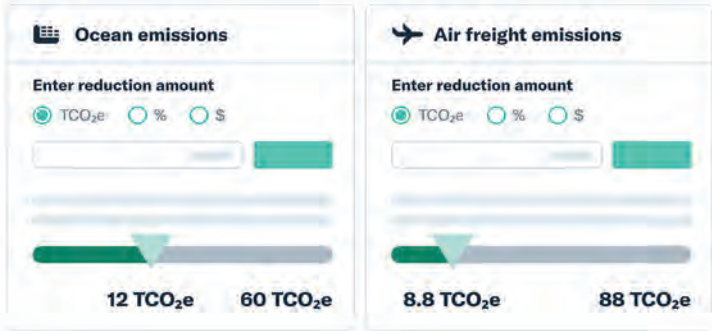 Ocean emissions
Enter reduction amount
TCO₂e % $
12 TCO₂e 60 TCO₂e
Air freight emissions
Enter reduction amount
TCO₂e % $
8.8 TCO₂e 88 TCO₂e